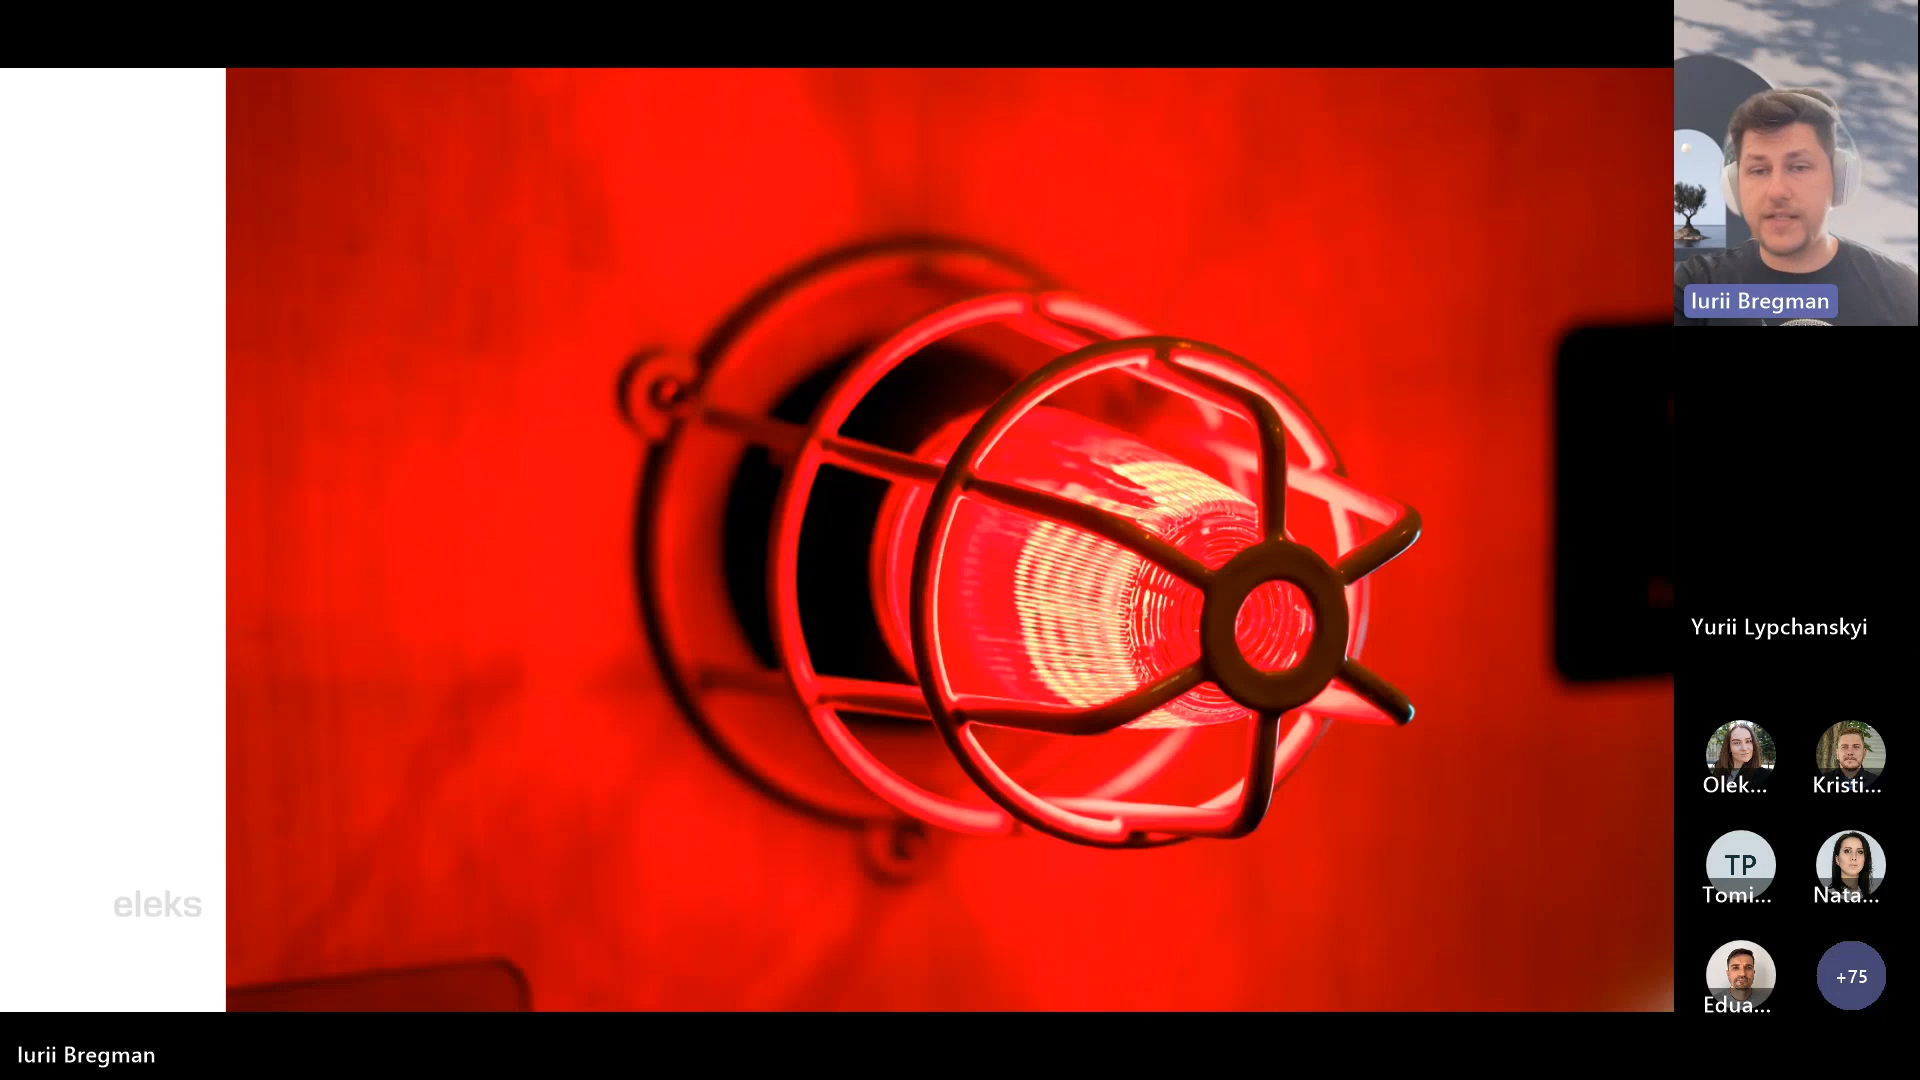 Iurii Bregman
Yurii Lypchanskyi
Olek...
Kristi...
TP
Tomi...
Nata...
eleks
Edua...
+75
Iurii Bregman